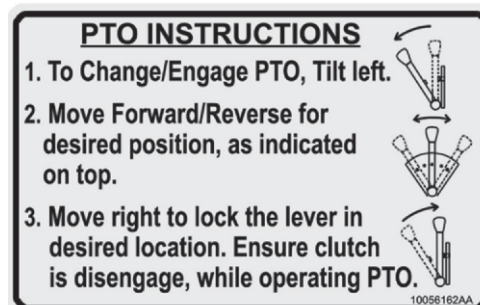 PTO INSTRUCTIONS
1. To Change/Engage PTO, Tilt left.
2. Move Forward/Reverse for
desired position, as indicated
on top.
3. Move right to lock the lever in
desired location. Ensure clutch
is disengage, while operating PTO.
10056162AA